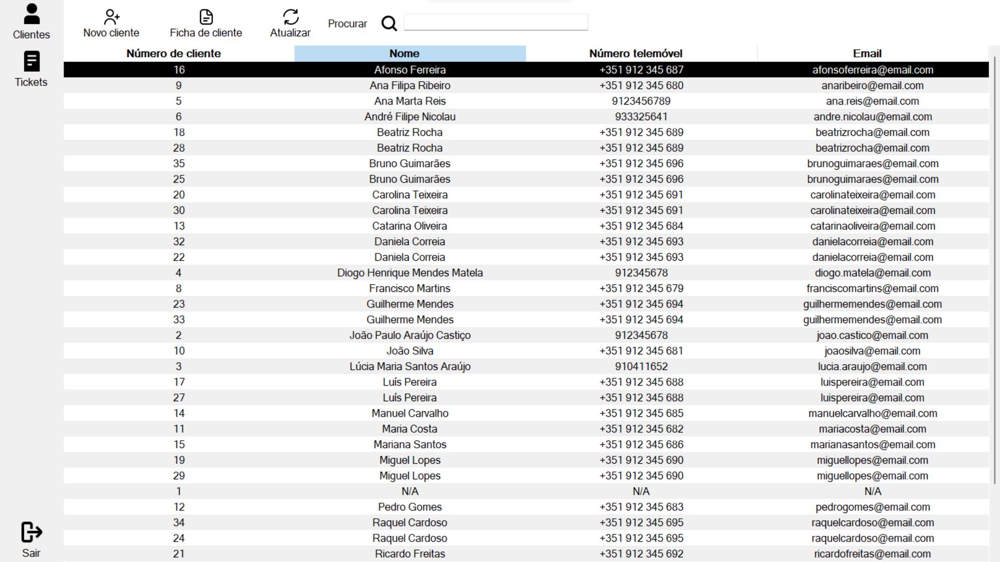 Clientes
Tickets
Sair
Novo cliente Ficha de cliente Atualizar Procurar
Número de cliente Nome Número telemóvel Email
16 Afonso Ferreira +351 912 345 687 afonsoferreira@email.com
9 Ana Filipa Ribeiro +351 912 345 680 anaribeiro@email.com
5 Ana Marta Reis 9123456789 ana.reis@email.com
6 André Filipe Nicolau 933325641 andre.nicolau@email.com
18 Beatriz Rocha +351 912 345 689 beatrizrocha@email.com
28 Beatriz Rocha +351 912 345 689 beatrizrocha@email.com
35 Bruno Guimarães +351 912 345 696 brunoguimaraes@email.com
25 Bruno Guimarães +351 912 345 696 brunoguimaraes@email.com
20 Carolina Teixeira +351 912 345 691 carolinateixeira@email.com
30 Carolina Teixeira +351 912 345 691 carolinateixeira@email.com
13 Catarina Oliveira +351 912 345 684 catarinaoliveira@email.com
32 Daniela Correia +351 912 345 693 danielacorreia@email.com
22 Daniela Correia +351 912 345 693 danielacorreia@email.com
4 Diogo Henrique Mendes Matela 912345678 diogo.matela@email.com
8 Francisco Martins +351 912 345 679 franciscomartins@email.com
23 Guilherme Mendes +351 912 345 694 guilhermemendes@email.com
33 Guilherme Mendes +351 912 345 694 guilhermemendes@email.com
2 João Paulo Araújo Castiço 912345678 joao.castico@email.com
10 João Silva +351 912 345 681 joaosilva@email.com
3 Lúcia Maria Santos Araújo 910411652 lucia.araujo@email.com
17 Luís Pereira +351 912 345 688 luispereira@email.com
27 Luís Pereira +351 912 345 688 luispereira@email.com
14 Manuel Carvalho +351 912 345 685 manuelcarvalho@email.com
11 Maria Costa +351 912 345 682 mariacosta@email.com
15 Mariana Santos +351 912 345 686 marianasantos@email.com
19 Miguel Lopes +351 912 345 690 miguellopes@email.com
29 Miguel Lopes +351 912 345 690 miguellopes@email.com
1 N/A N/A N/A
12 Pedro Gomes +351 912 345 683 pedrogomes@email.com
34 Raquel Cardoso +351 912 345 695 raquelcardoso@email.com
24 Raquel Cardoso +351 912 345 695 raquelcardoso@email.com
21 Ricardo Freitas +351 912 345 692 ricardofreitas@email.com